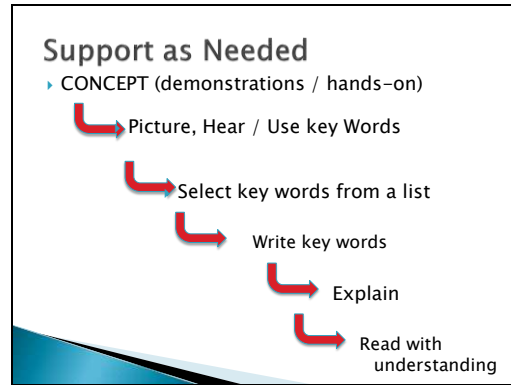 Support as Needed
CONCEPT (demonstrations / hands-on)
Picture, Hear / Use key Words
Select key words from a list
Write key words
Explain
Read with
understanding